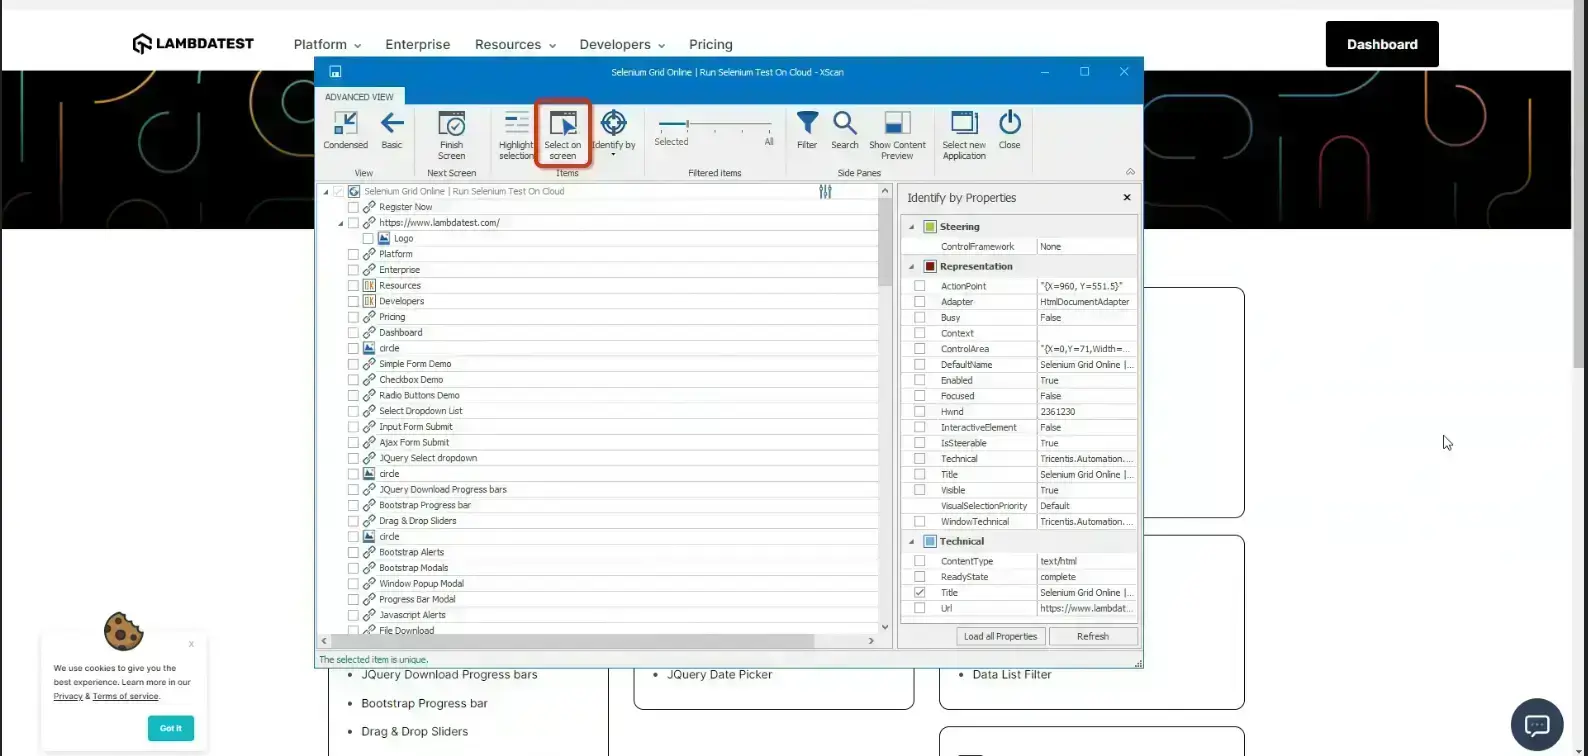 LAMBDATEST
Platform
Enterprise
Resources
Developers
Pricing
Dashboard
Selenium Grid Online | Run Selenium Test On Cloud - XScan
ADVANCED VIEW
Condensed
Basic
View
Finish
Screen
Next Screen
Highlight
selection
Select on
screen
Identify by
Items
Selected
All
Filtered items
Filter
Search
Show Content
Preview
Side Panes
Select new
Application
Close
Selenium Grid Online | Run Selenium Test On Cloud
Register Now
https://www.lambdatest.com/
Logo
Platform
Enterprise
Resources
Developers
Pricing
Dashboard
circle
Simple Form Demo
Checkbox Demo
Radio Buttons Demo
Select Dropdown List
Input Form Submit
Ajax Form Submit
JQuery Select dropdown
circle
JQuery Download Progress bars
Bootstrap Progress bar
Drag & Drop Sliders
circle
Bootstrap Alerts
Bootstrap Modals
Window Popup Modal
Progress Bar Modal
Javascript Alerts
File Download
The selected item is unique.
Identify by Properties
Steering
ControlFramework None
Representation
ActionPoint "{X=960, Y=551.5}"
Adapter HtmlDocumentAdapter
Busy False
Context
ControlArea "{X=0,Y=71,Width=...
DefaultName Selenium Grid Online |...
Enabled True
Focused False
Hwnd 2361230
InteractiveElement False
IsSteerable True
Technical Tricentis.Automation....
Title Selenium Grid Online |...
Visible True
VisualSelectionPriority Default
WindowTechnical Tricentis.Automation....
Technical
ContentType text/html
ReadyState complete
Title Selenium Grid Online |...
Url https://www.lambdat...
Load all Properties
Refresh
x
We use cookies to give you the
best experience. Learn more in our
Privacy & Terms of service.
Got it
JQuery Download Progress bars
Bootstrap Progress bar
Drag & Drop Sliders
JQuery Date Picker
Data List Filter